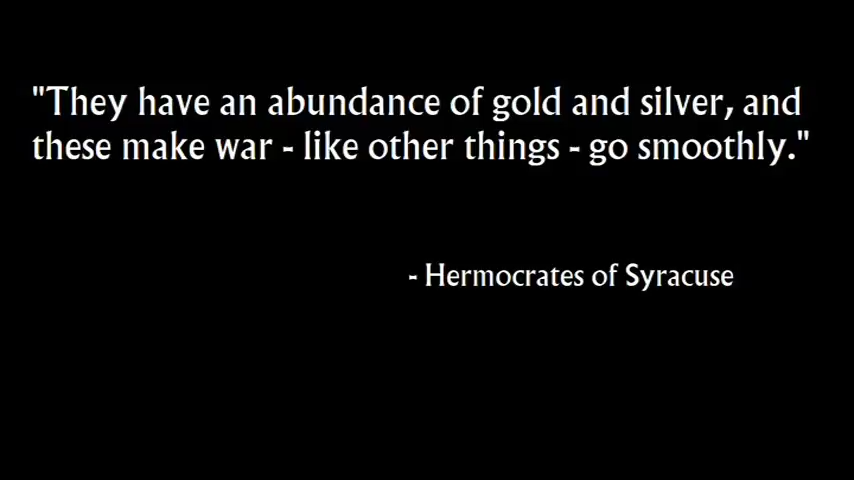 "They have an abundance of gold and silver, and
these make war - like other things - go smoothly."
- Hermocrates of Syracuse